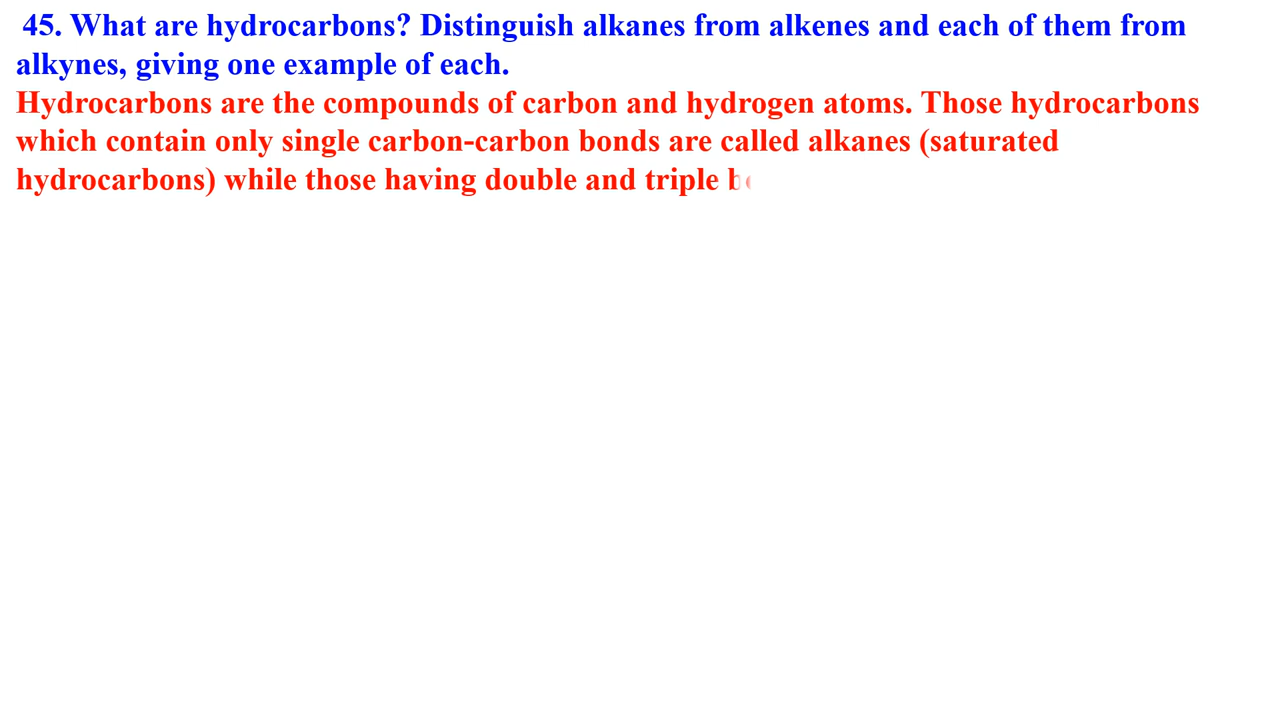 45. What are hydrocarbons? Distinguish alkanes from alkenes and each of them from
alkynes, giving one example of each.
Hydrocarbons are the compounds of carbon and hydrogen atoms. Those hydrocarbons
which contain only single carbon-carbon bonds are called alkanes (saturated
hydrocarbons) while those having double and triple